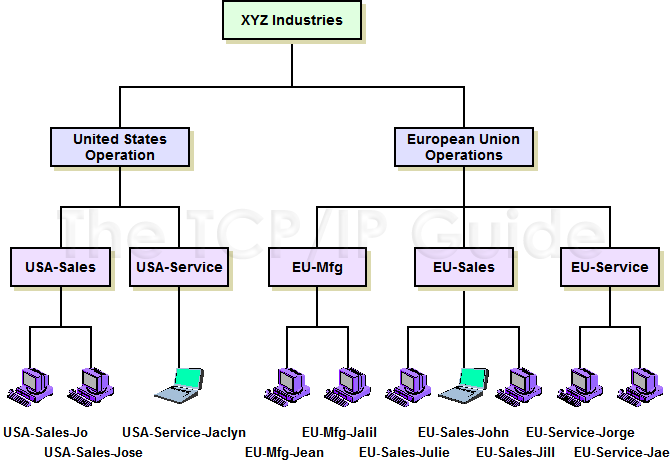 XYZ Industries
United States
Operation
European Union
Operations
The TCP/IP Guide
USA-Sales
USA-Service
EU-Mfg
EU-Sales
EU-Service
USA-Sales-Jo
USA-Service-Jaclyn
EU-Mfg-Jalil
EU-Sales-John
EU-Service-Jorge
USA-Sales-Jose
EU-Mfg-Jean
EU-Sales-Julie
EU-Sales-Jill
EU-Service-Jac